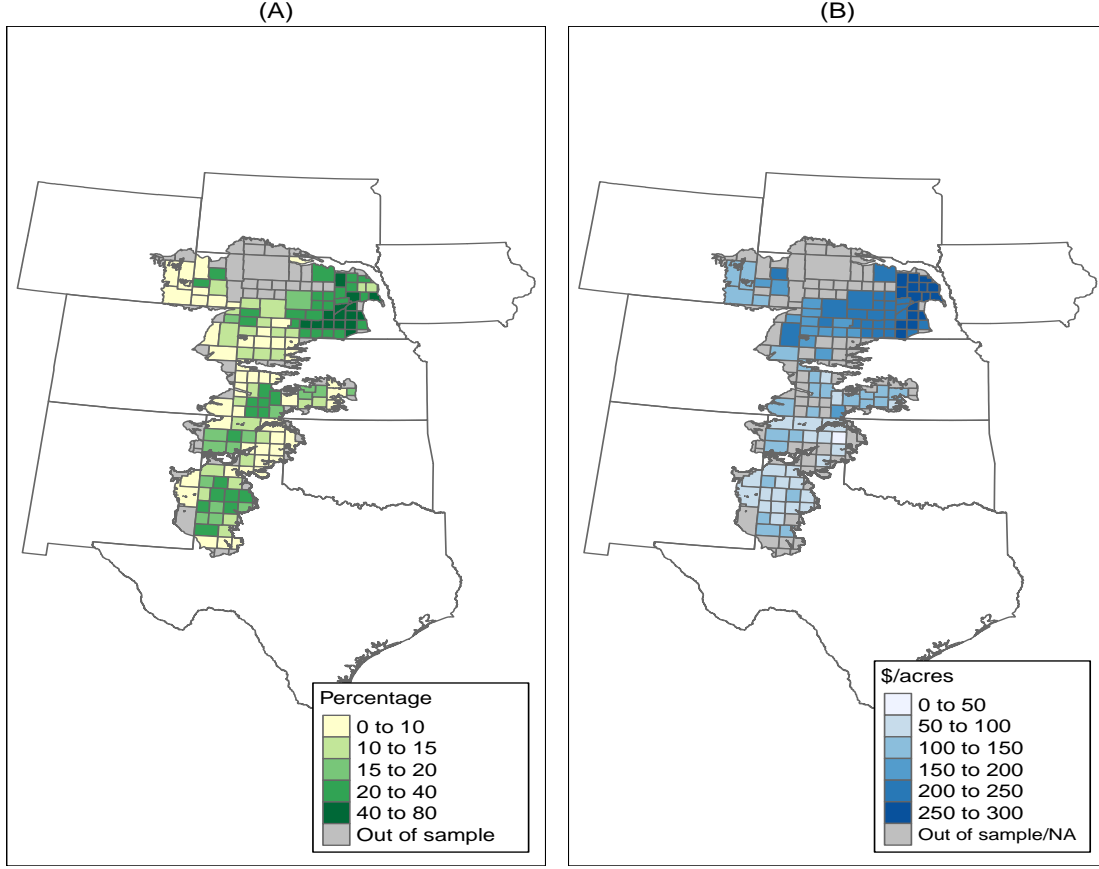 (A)
(B)
Percentage
0 to 10
10 to 15
15 to 20
20 to 40
40 to 80
Out of sample
$/acres
0 to 50
50 to 100
100 to 150
150 to 200
200 to 250
250 to 300
Out of sample/NA